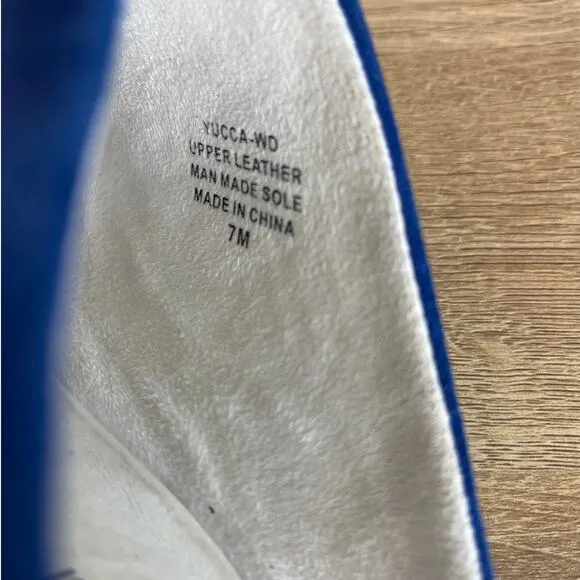 YUCCA-WD
UPPER LEATHER
MAN MADE SOLE
MADE IN CHINA
7M